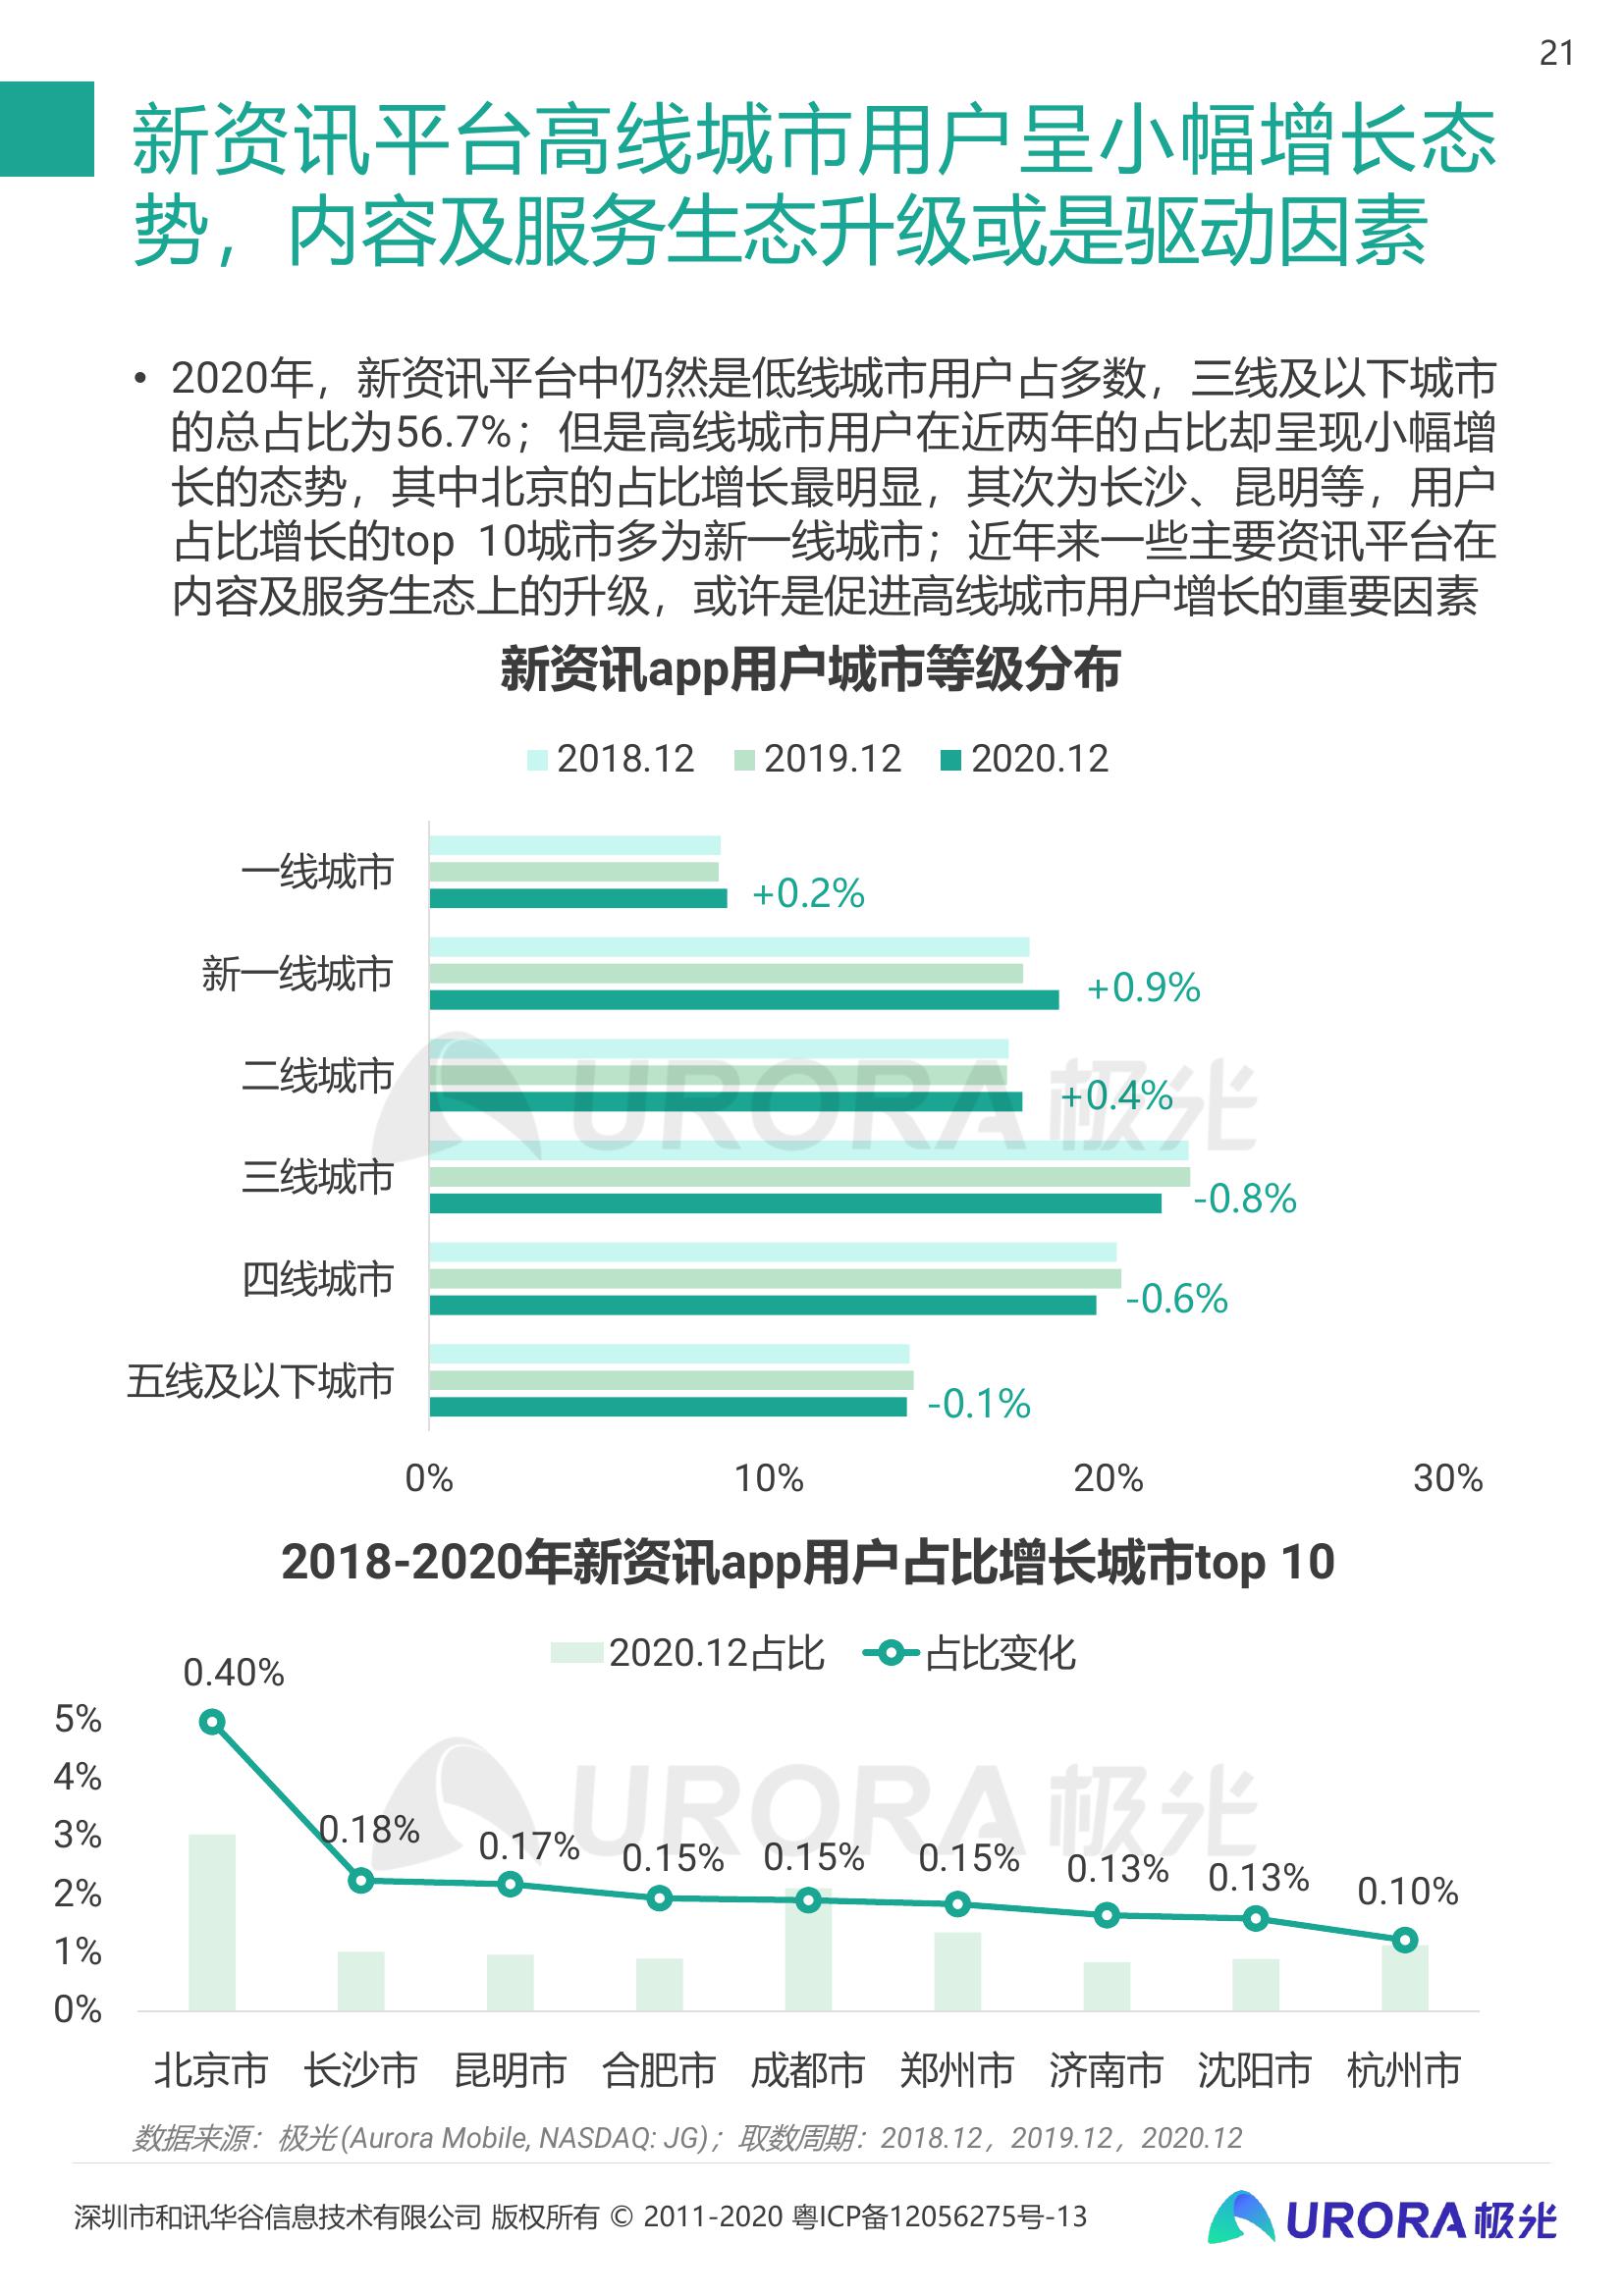 21
新资讯平台高线城市用户呈小幅增长态
势，内容及服务生态升级或是驱动因素
• 2020年，新资讯平台中仍然是低线城市用户占多数，三线及以下城市
的总占比为56.7%；但是高线城市用户在近两年的占比却呈现小幅增
长的态势，其中北京的占比增长最明显，其次为长沙、昆明等，用户
占比增长的top 10城市多为新一线城市；近年来一些主要资讯平台在
内容及服务生态上的升级，或许是促进高线城市用户增长的重要因素
新资讯app用户城市等级分布
2018.12 2019.12 2020.12
一线城市 +0.2%
新一线城市 +0.9%
二线城市 +0.4%
三线城市 -0.8%
四线城市 -0.6%
五线及以下城市 -0.1%
0% 10% 20% 30%
URORA极光
2018-2020年新资讯app用户占比增长城市top 10
2020.12占比 占比变化
0.40% 0.18% 0.17% 0.15% 0.15% 0.15% 0.13% 0.13% 0.10%
5%
4%
3%
2%
1%
0%
URORA极光
北京市 长沙市 昆明市 合肥市 成都市 郑州市 济南市 沈阳市 杭州市
数据来源：极光 (Aurora Mobile, NASDAQ: JG)；取数周期：2018.12，2019.12，2020.12
深圳市和讯华谷信息技术有限公司 版权所有 © 2011-2020 粤ICP备12056275号-13
URORA极光